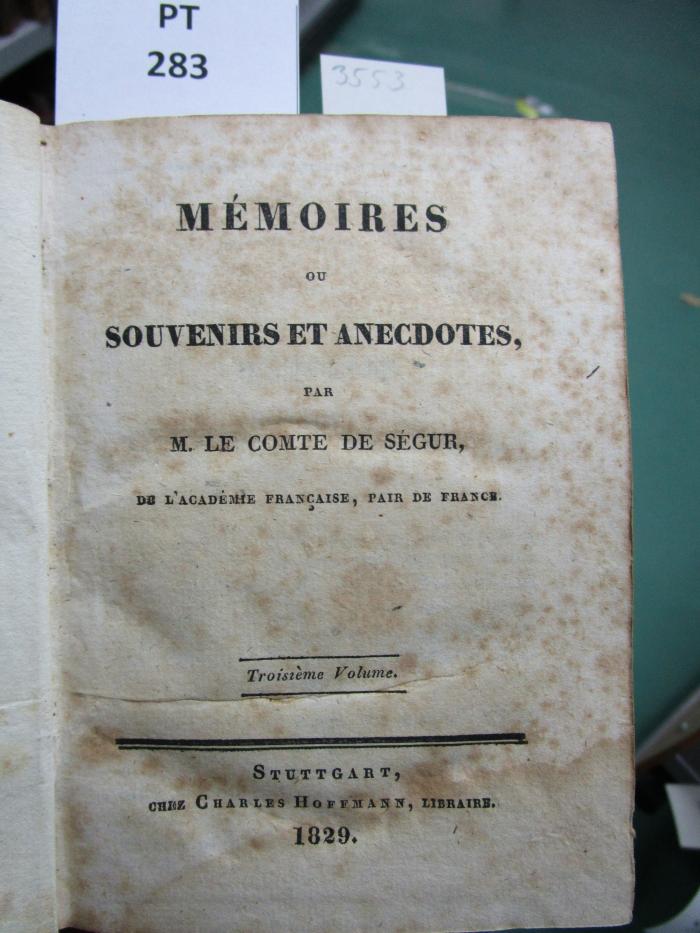 PT
283
3553
MÉMOIRES
OU
SOUVENIRS ET ANECDOTES,
PAR
M. LE COMTE DE SÉGUR,
DE L'ACADÉMIE FRANÇAISE, PAIR DE FRANCE.
Troisième Volume.
STUTTGART,
CHEZ CHARLES HOFFMANN, LIBRAIRE.
1829.